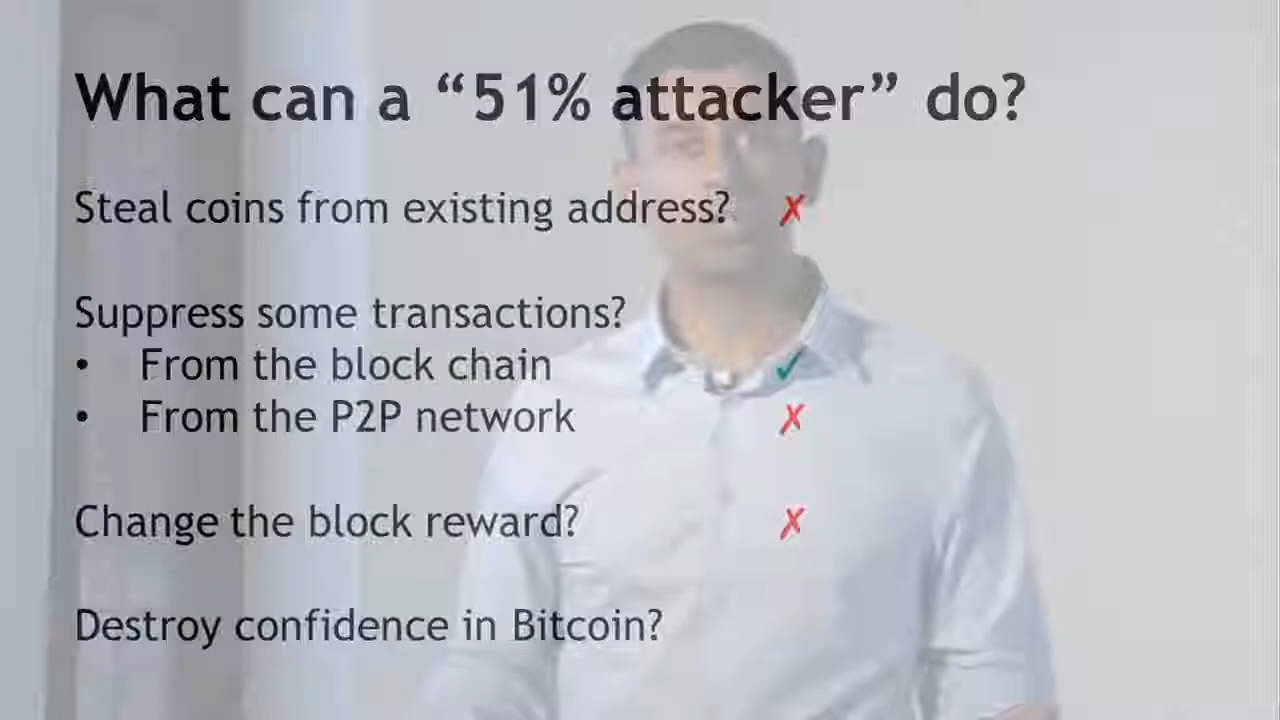 What can a “51% attacker” do?
Steal coins from existing address? ✗
Suppress some transactions?
• From the block chain ✓
• From the P2P network ✗
Change the block reward? ✗
Destroy confidence in Bitcoin?